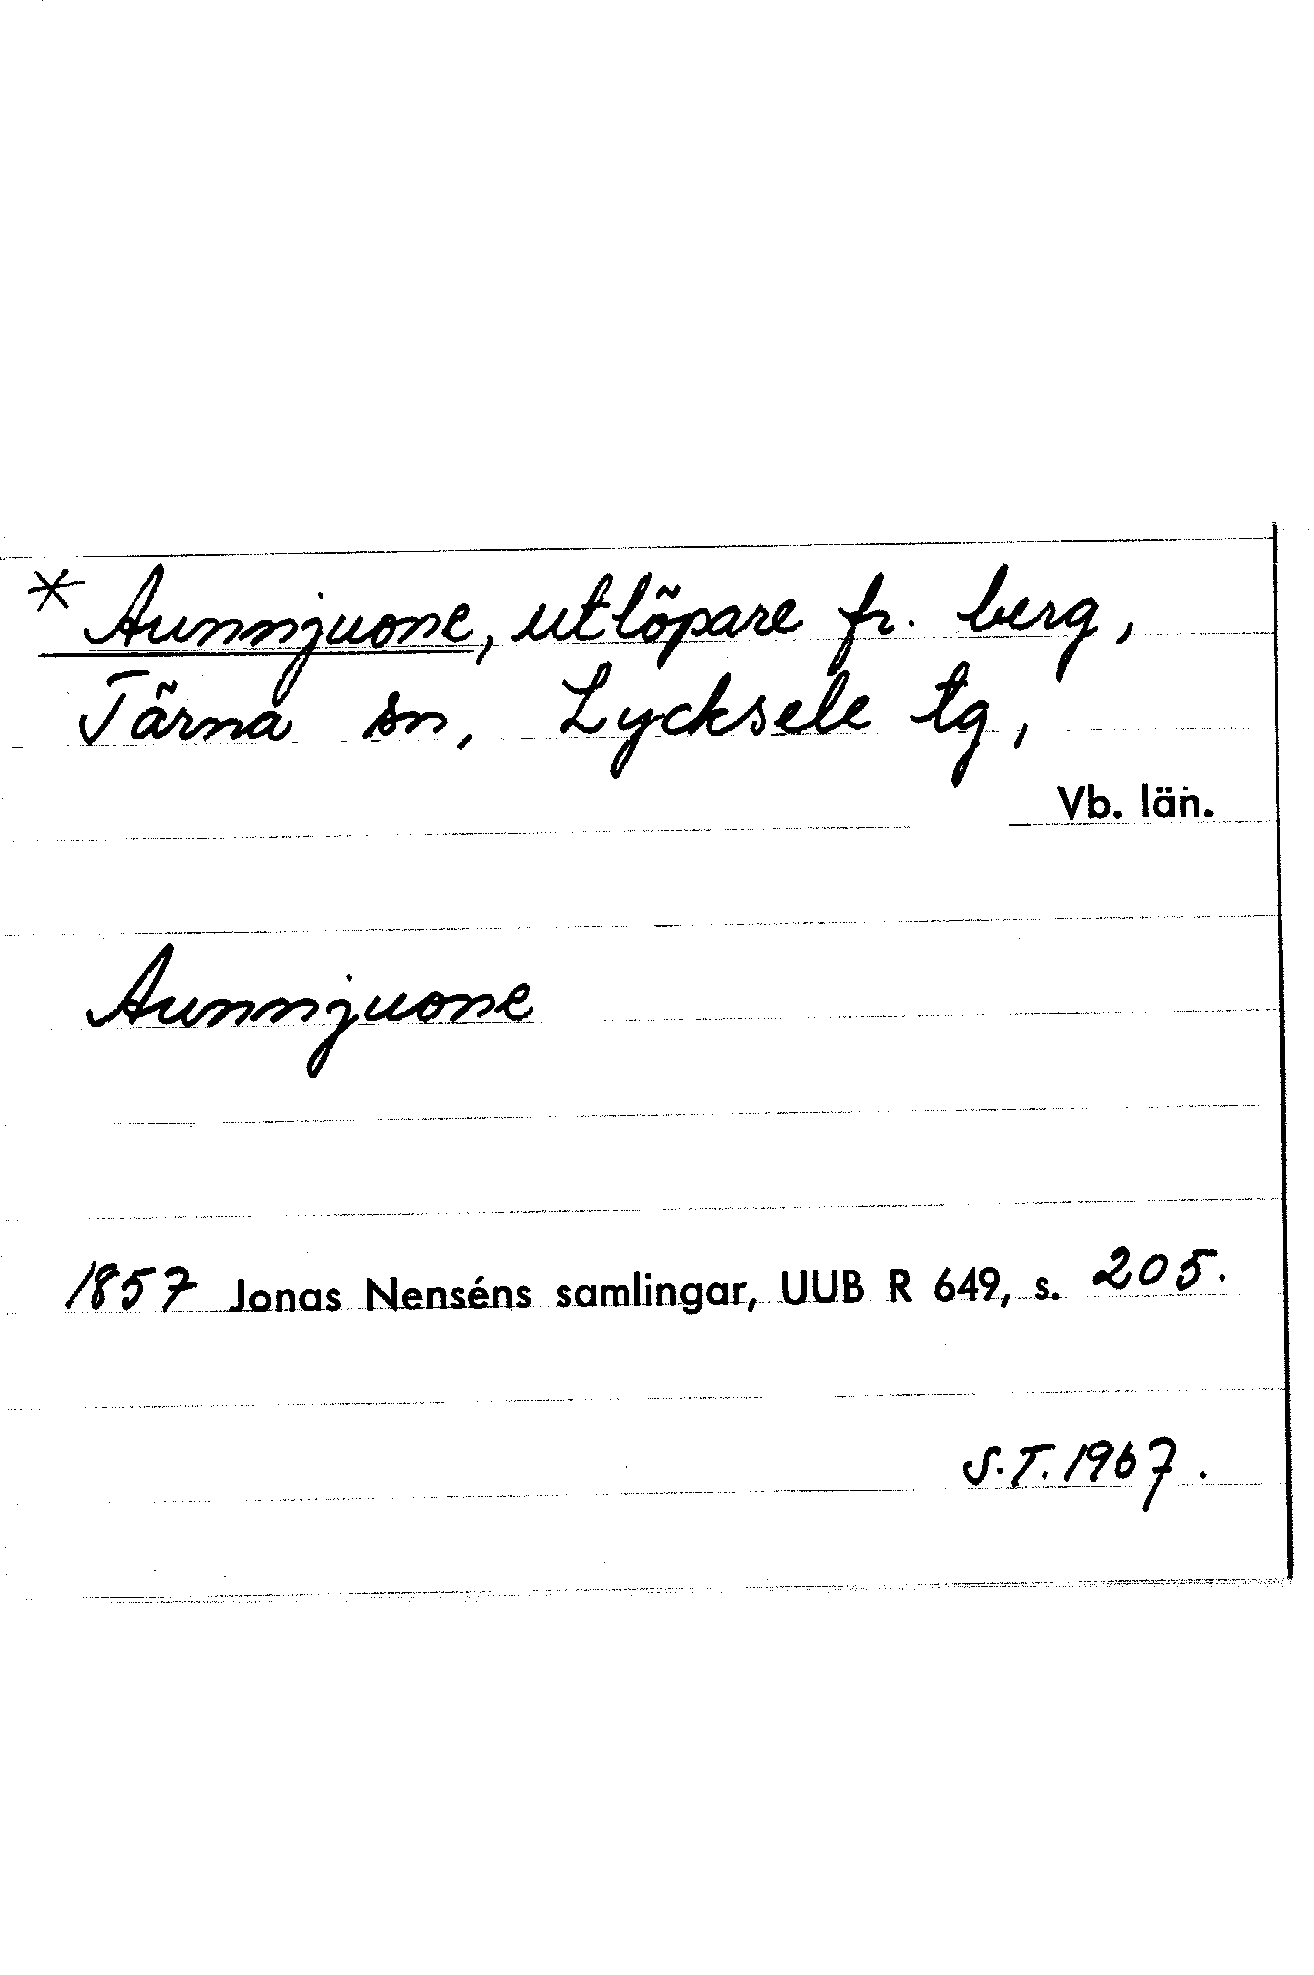 * Aunnjuone, utlöpare fr. berg,
Tärna sn, Lycksele tg,
Vb. län.
Aunnjuone
1857 Jonas Nenséns samlingar, UUB R 649, s. 205.
S.T. 1967.